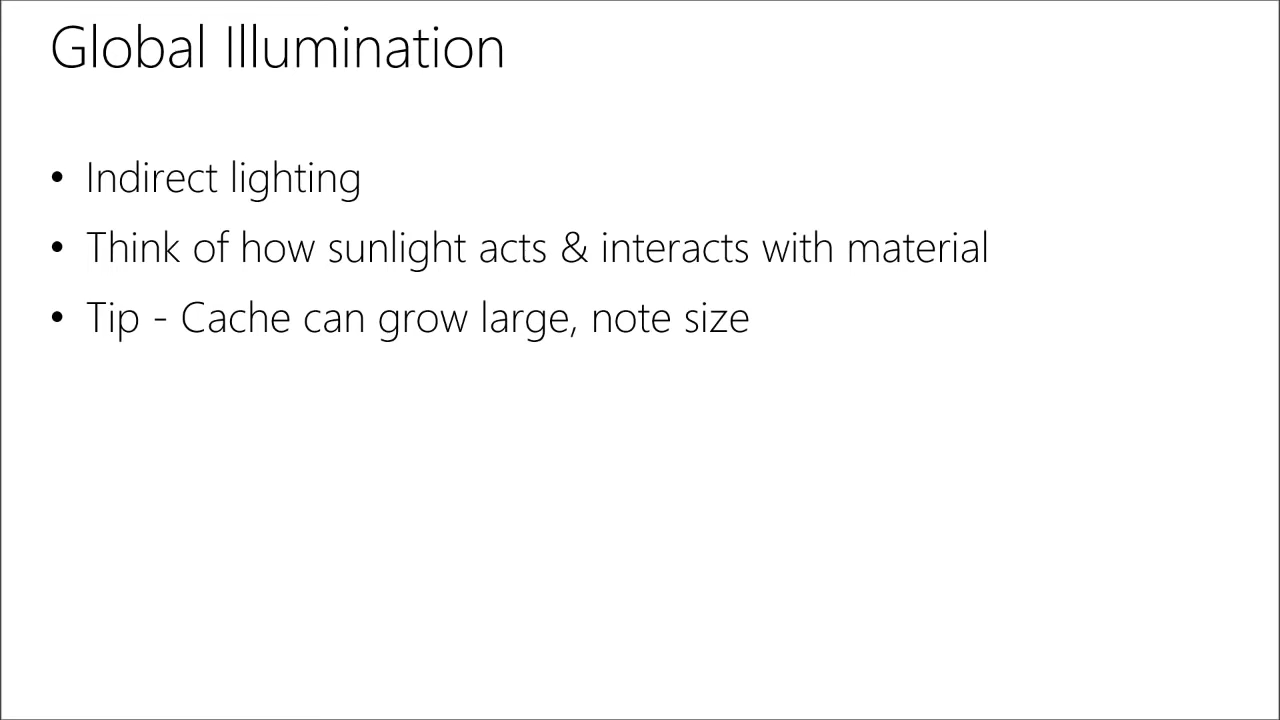 Global Illumination
• Indirect lighting
• Think of how sunlight acts & interacts with material
• Tip - Cache can grow large, note size